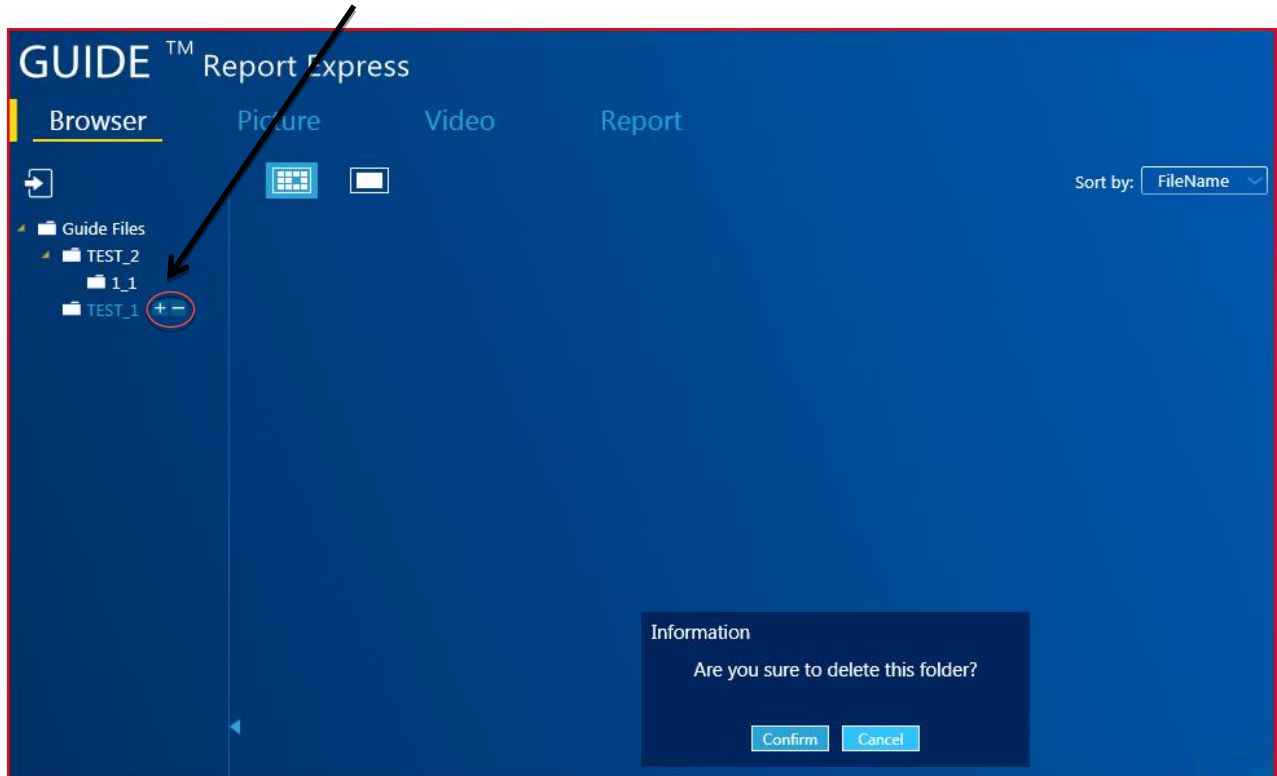 GUIDE ™ Report Express
Browser Picture Video Report
Sort by: FileName
Guide Files
TEST_2
1_1
TEST_1 + −
Information
Are you sure to delete this folder?
Confirm Cancel